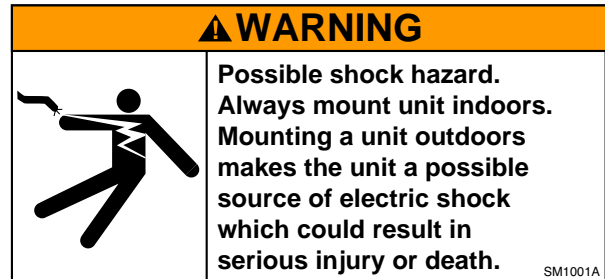 WARNING
Possible shock hazard.
Always mount unit indoors.
Mounting a unit outdoors
makes the unit a possible
source of electric shock
which could result in
serious injury or death.
SM1001A